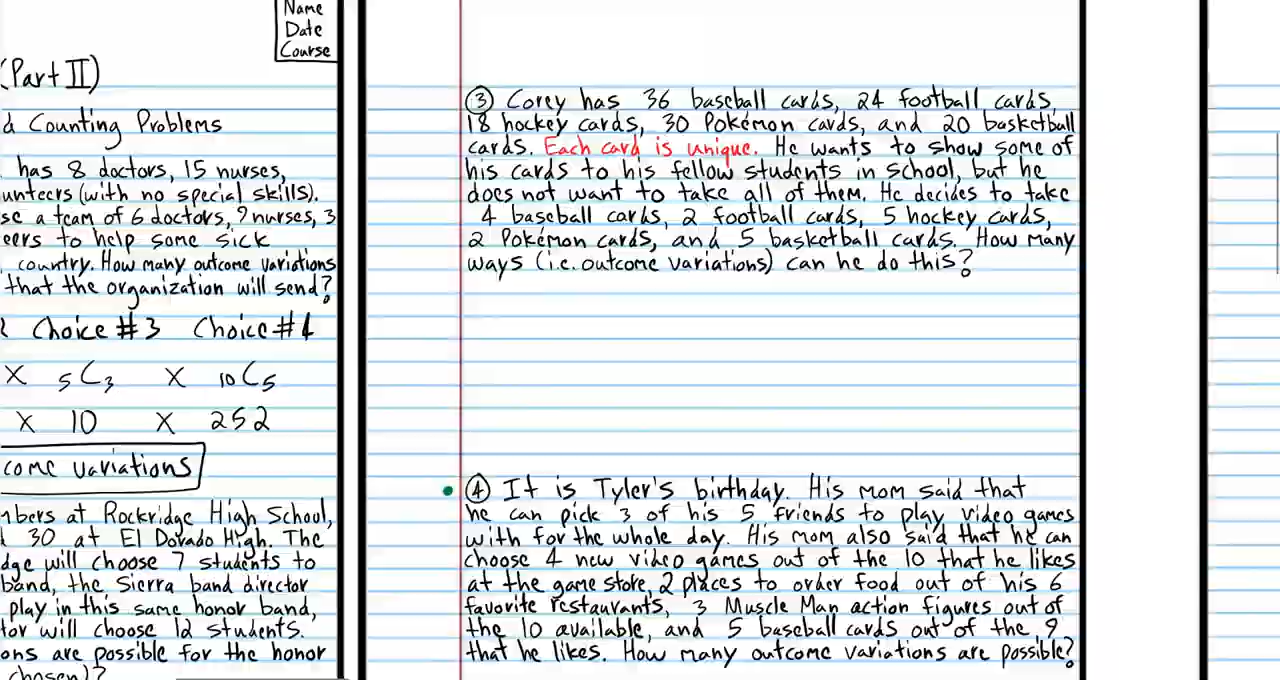 Name
Date
Course
(Part II)
d Counting Problems
has 8 doctors, 15 nurses,
unteers (with no special skills).
se a team of 6 doctors, 9 nurses, 3
eers to help some sick
country. How many outcome variations
that the organization will send?
Choice #3 Choice #4
X 5C3 X 10C5
X 10 X 252
come variations
mbers at Rockridge High School,
30 at El Dorado High. The
dge will choose 7 students to
band, the Sierra band director
play in this same honor band,
tor will choose 12 students.
ons are possible for the honor
chosen)?
③ Corey has 36 baseball cards, 24 football cards,
18 hockey cards, 30 Pokémon cards, and 20 basketball
cards. Each card is unique. He wants to show some of
his cards to his fellow students in school, but he
does not want to take all of them. He decides to take
4 baseball cards, 2 football cards, 5 hockey cards,
2 Pokémon cards, and 5 basketball cards. How many
ways (i.e. outcome variations) can he do this?
④ It is Tyler's birthday. His mom said that
he can pick 3 of his 5 friends to play video games
with for the whole day. His mom also said that he can
choose 4 new video games out of the 10 that he likes
at the game store, 2 places to order food out of his 6
favorite restaurants, 3 Muscle Man action figures out of
the 10 available, and 5 baseball cards out of the 9
that he likes. How many outcome variations are possible?